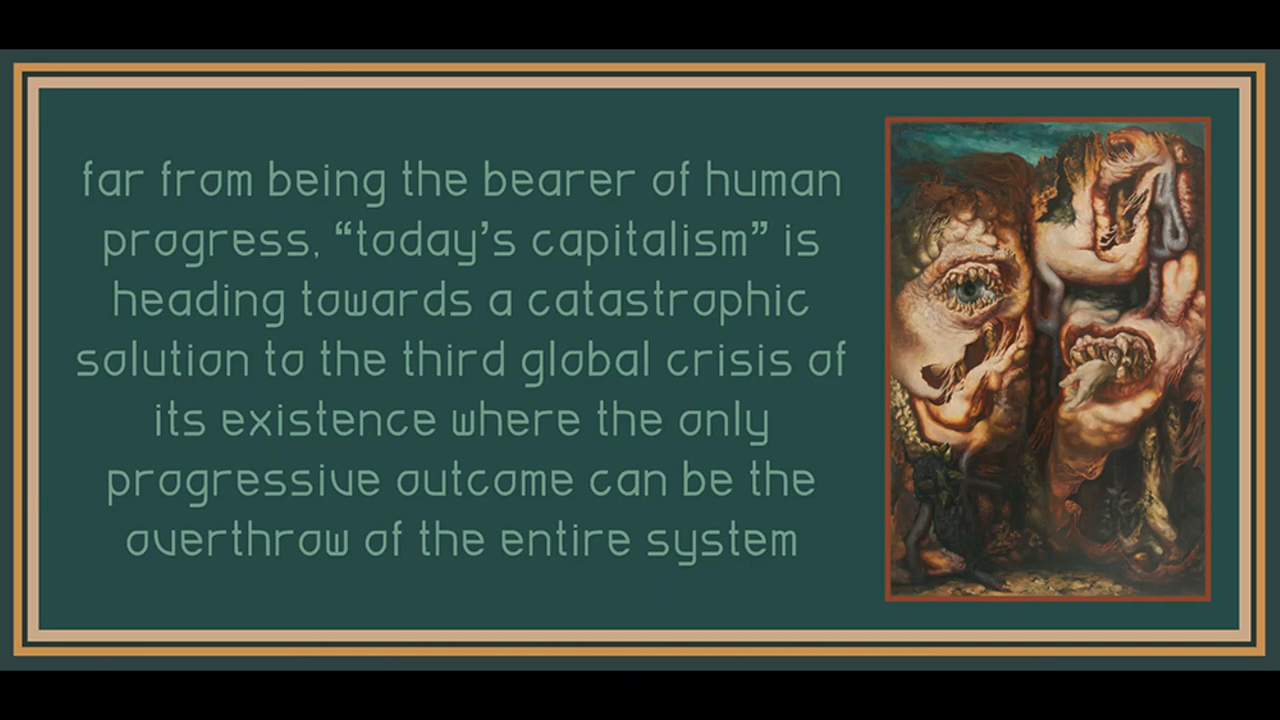 far from being the bearer of human
progress, “today’s capitalism” is
heading towards a catastrophic
solution to the third global crisis of
its existence where the only
progressive outcome can be the
overthrow of the entire system